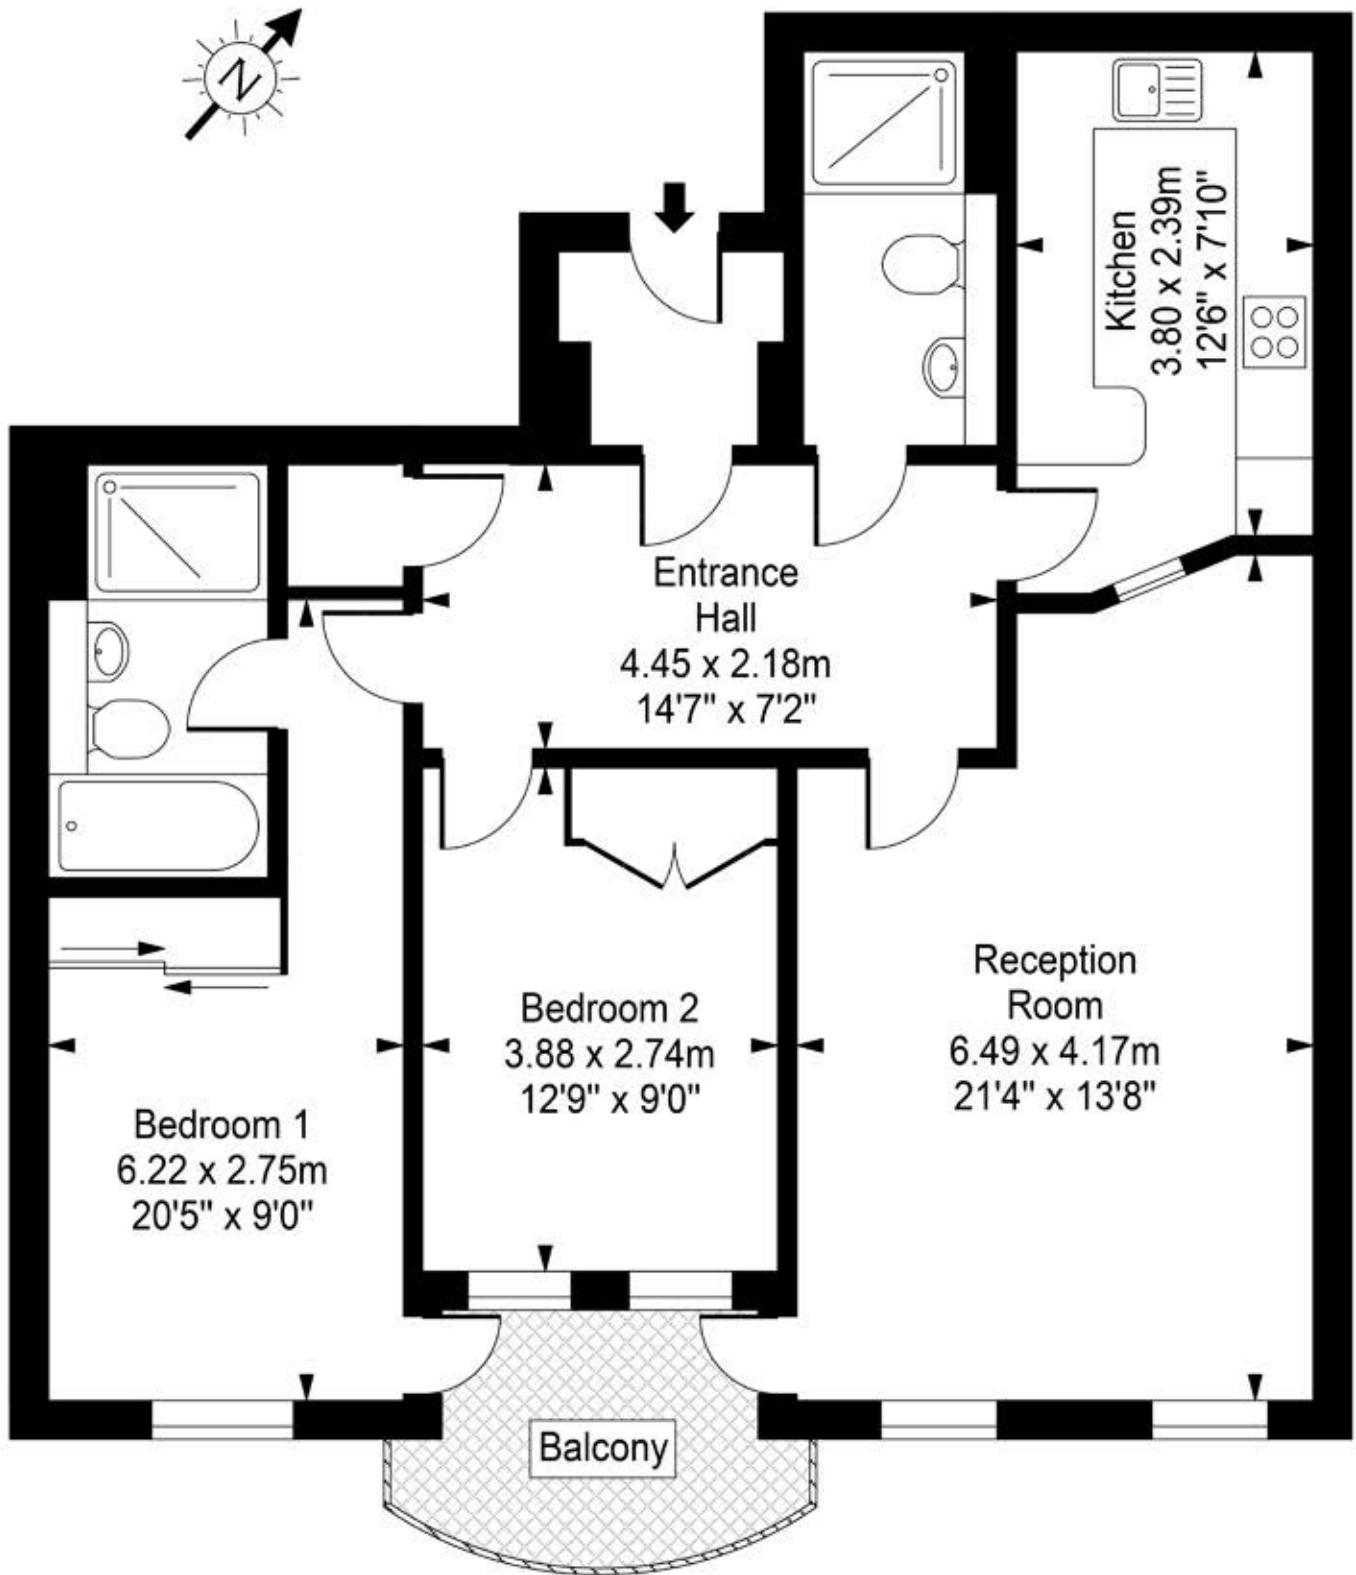 N
Kitchen
3.80 x 2.39m
12'6" x 7'10"
Entrance
Hall
4.45 x 2.18m
14'7" x 7'2"
Reception
Room
6.49 x 4.17m
21'4" x 13'8"
Bedroom 2
3.88 x 2.74m
12'9" x 9'0"
Bedroom 1
6.22 x 2.75m
20'5" x 9'0"
Balcony